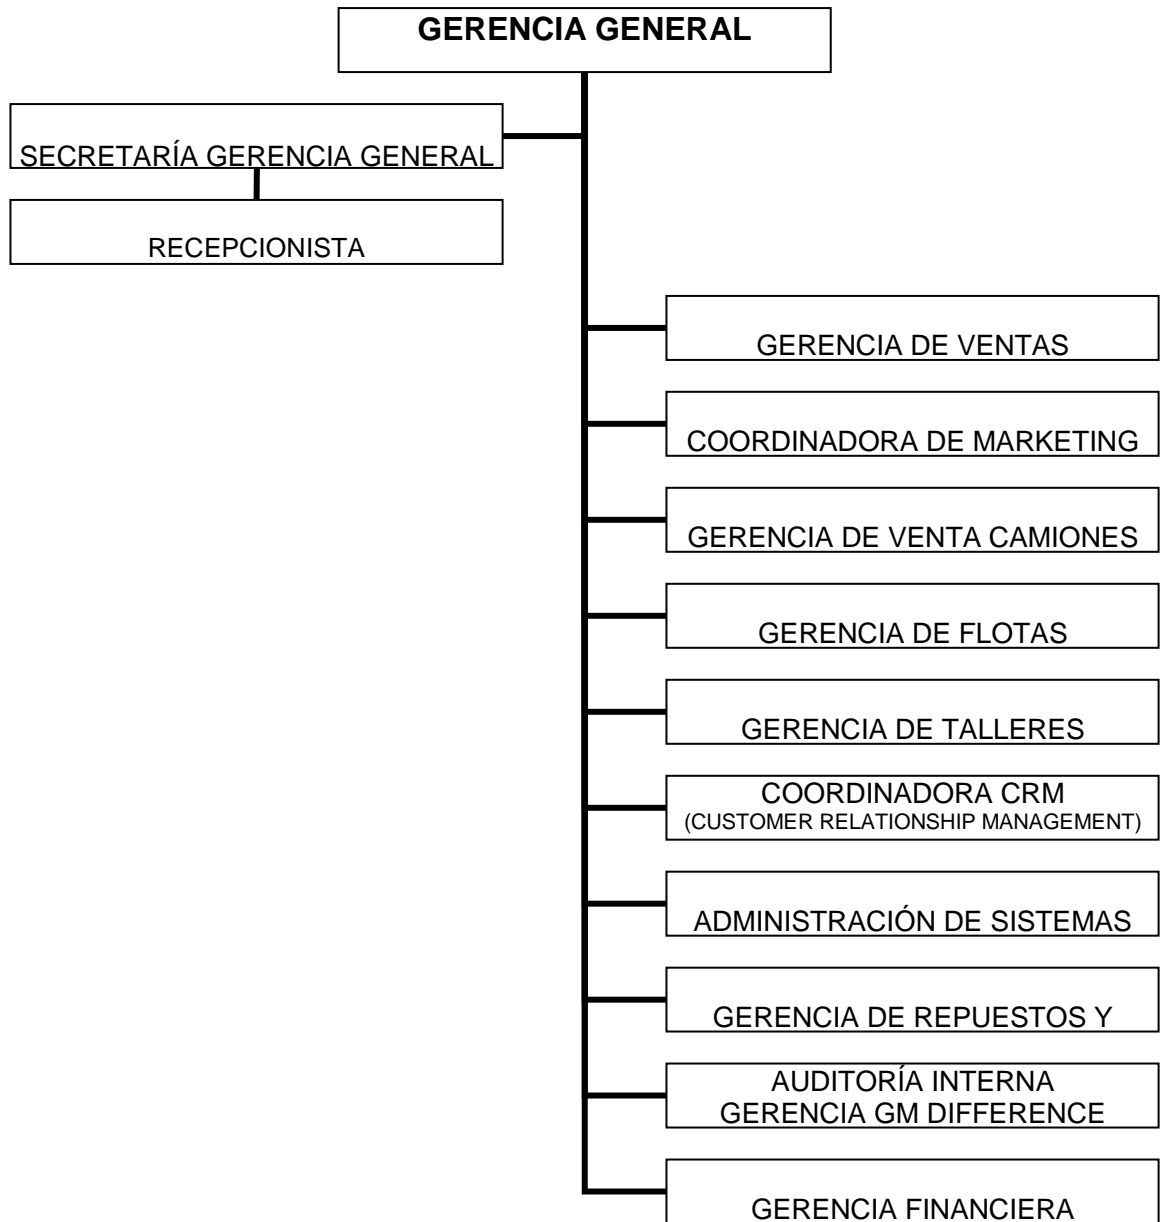 GERENCIA GENERAL
SECRETARÍA GERENCIA GENERAL
RECEPCIONISTA
GERENCIA DE VENTAS
COORDINADORA DE MARKETING
GERENCIA DE VENTA CAMIONES
GERENCIA DE FLOTAS
GERENCIA DE TALLERES
COORDINADORA CRM
(CUSTOMER RELATIONSHIP MANAGEMENT)
ADMINISTRACIÓN DE SISTEMAS
GERENCIA DE REPUESTOS Y
AUDITORÍA INTERNA
GERENCIA GM DIFFERENCE
GERENCIA FINANCIERA